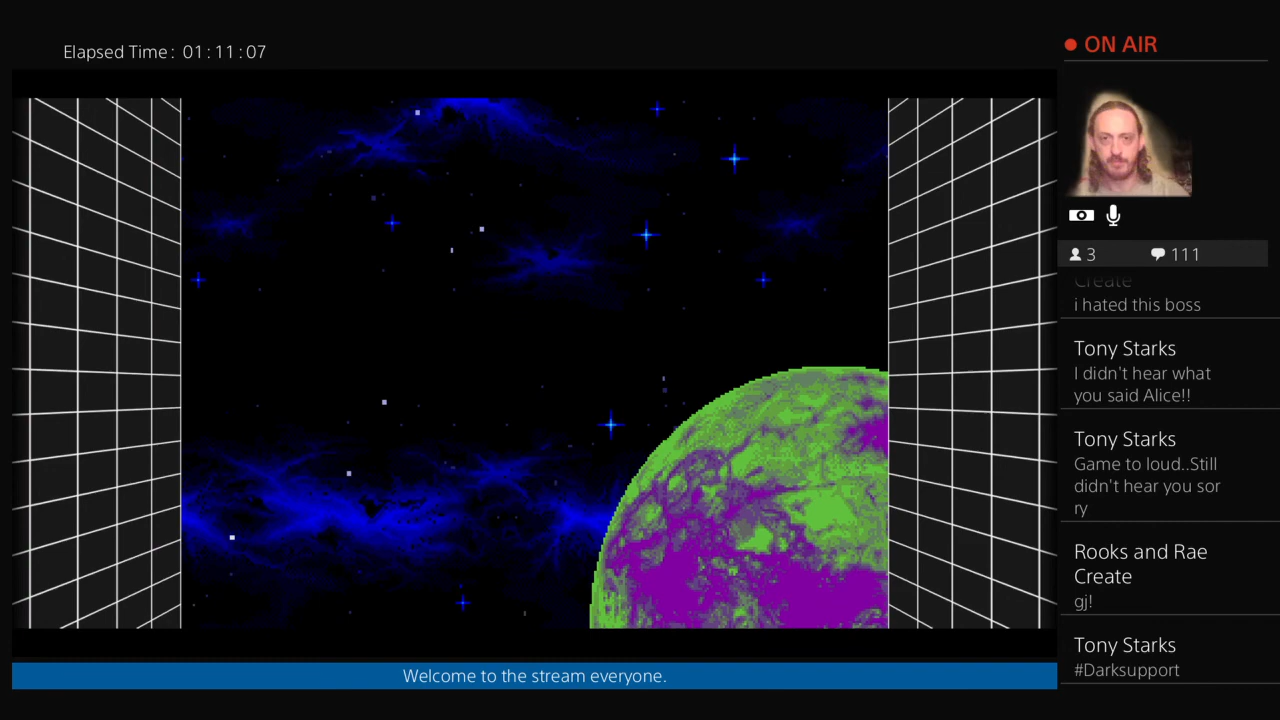 Elapsed Time: 01:11:07
ON AIR
3
111
Create
i hated this boss
Tony Starks
I didn't hear what
you said Alice!!
Tony Starks
Game to loud..Still
didn't hear you sor
ry
Rooks and Rae
Create
gj!
Tony Starks
#Darksupport
Welcome to the stream everyone.